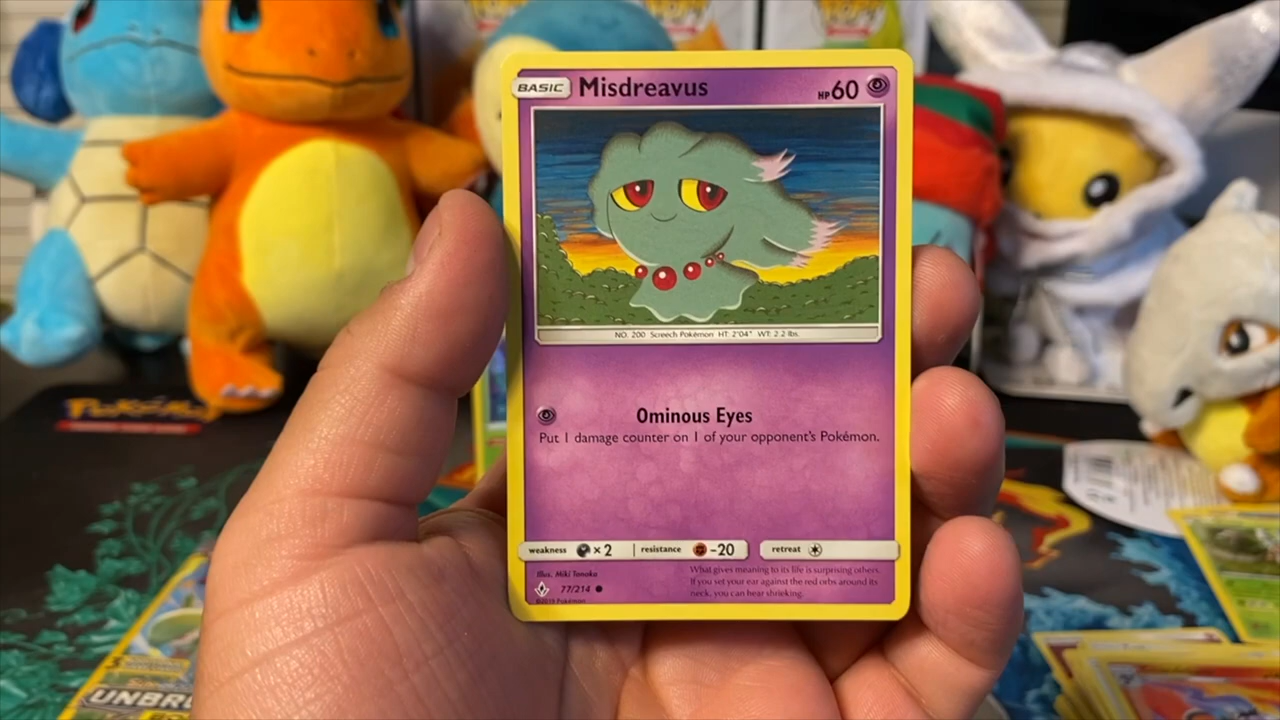 BASIC Misdreavus HP60
NO. 200 Screech Pokémon HT: 2'04" WT: 2.2 lbs.
Ominous Eyes
Put 1 damage counter on 1 of your opponent's Pokémon.
weakness ×2 resistance -20 retreat
Illus. Miki Tanaka
77/214
©2019 Pokémon
What gives meaning to its life is surprising others.
If you set your ear against the red orbs around its
neck, you can hear shrieking.
POKÉMON
UNBR